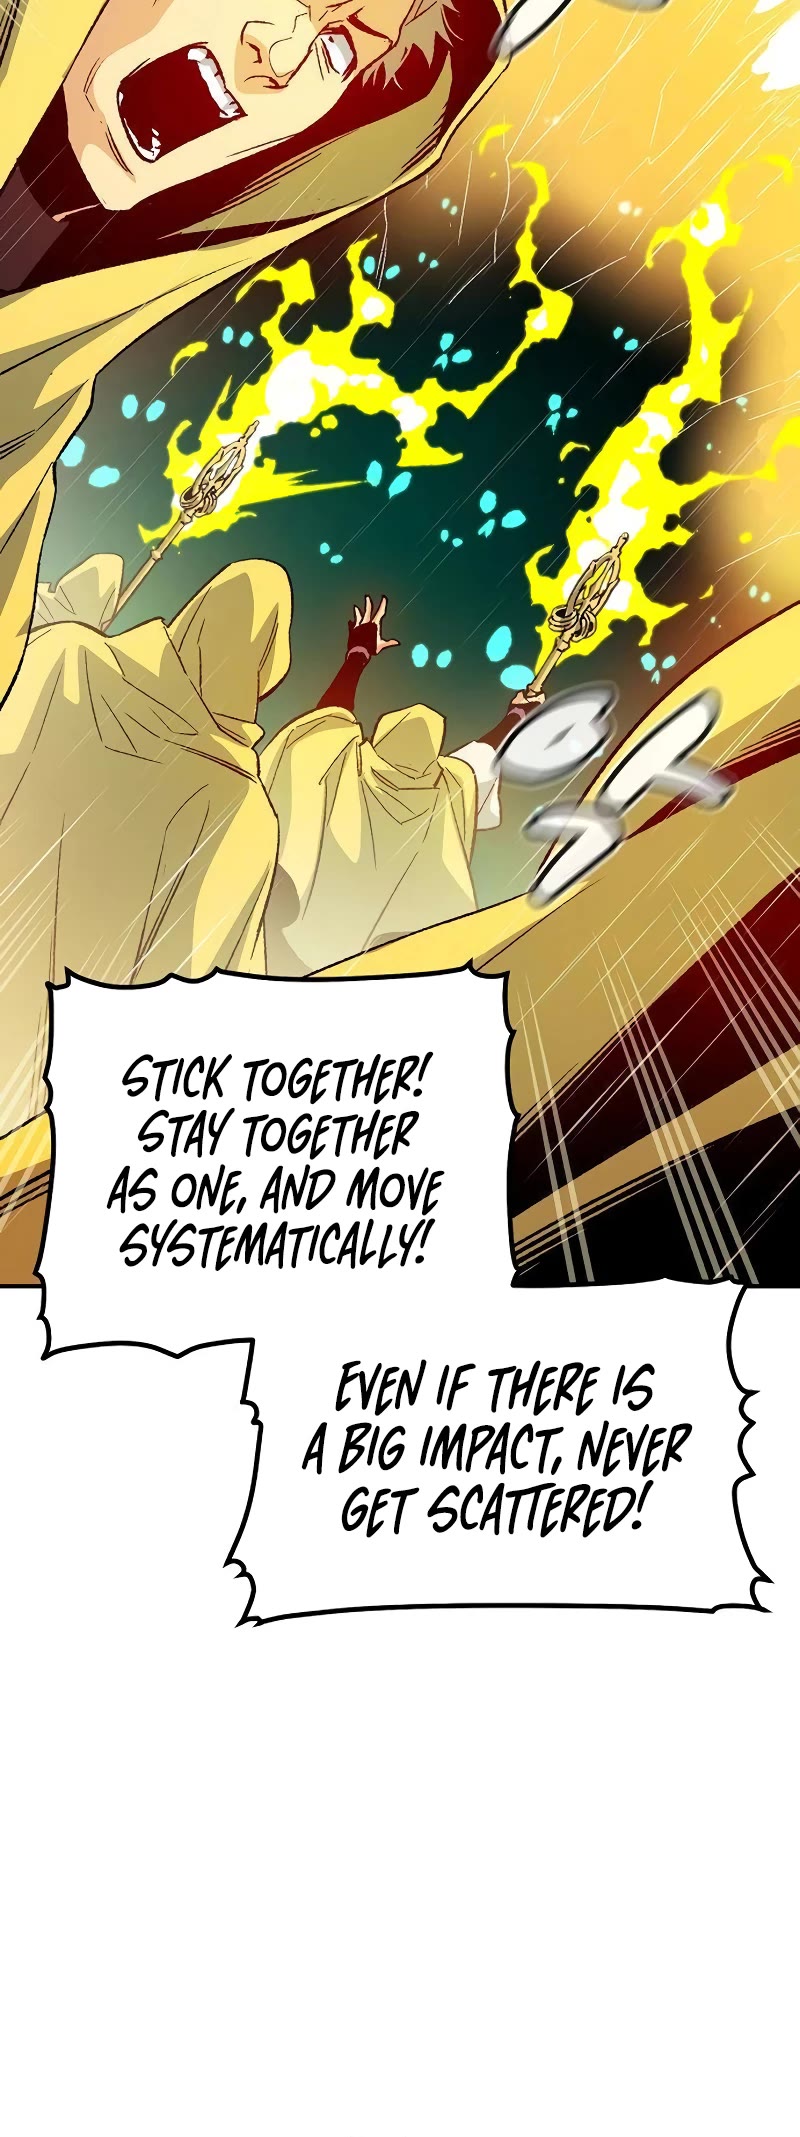 STICK TOGETHER!
STAY TOGETHER
AS ONE, AND MOVE
SYSTEMATICALLY!
EVEN IF THERE IS
A BIG IMPACT, NEVER
GET SCATTERED!